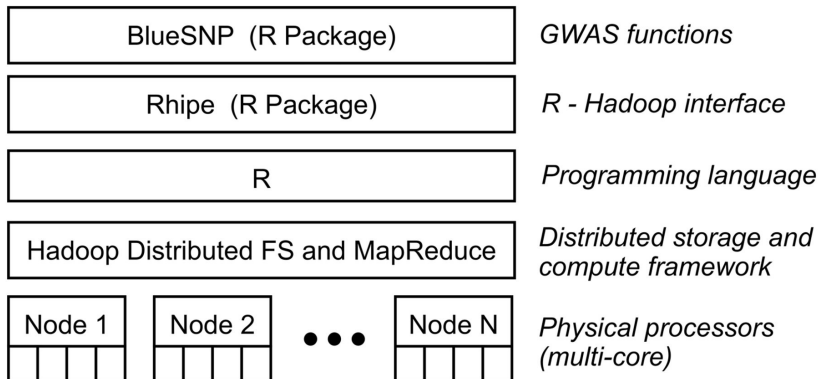 BlueSNP (R Package) GWAS functions
Rhipe (R Package) R - Hadoop interface
R Programming language
Hadoop Distributed FS and MapReduce Distributed storage and
compute framework
Node 1 Node 2 ••• Node N Physical processors
(multi-core)